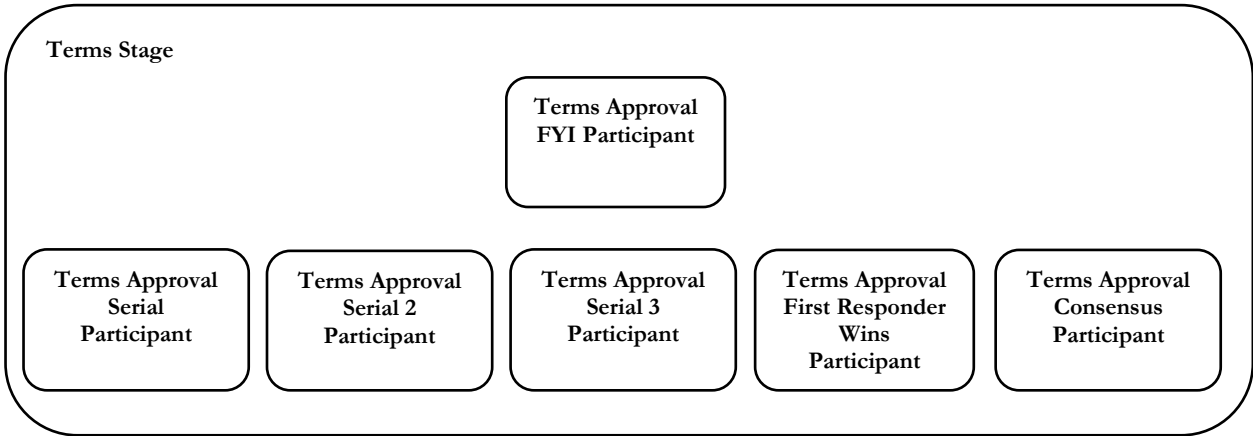 Terms Stage
Terms Approval
FYI Participant
Terms Approval
Serial
Participant
Terms Approval
Serial 2
Participant
Terms Approval
Serial 3
Participant
Terms Approval
First Responder
Wins
Participant
Terms Approval
Consensus
Participant